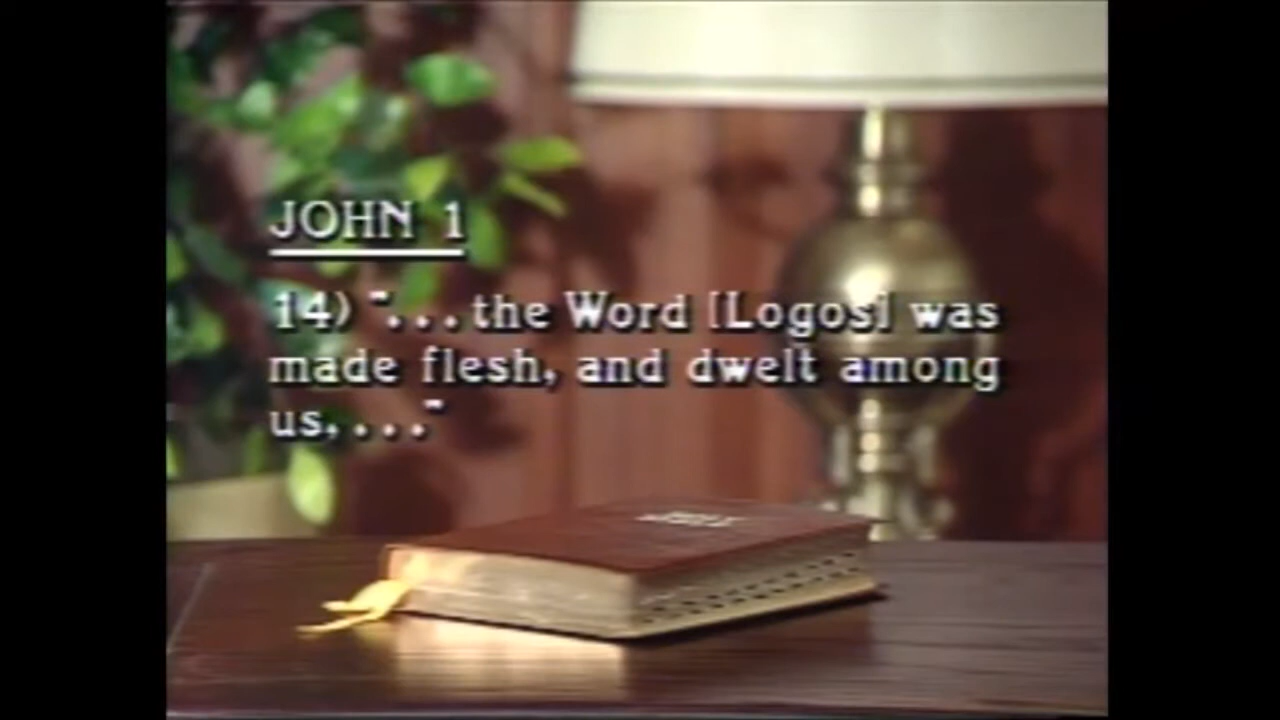 JOHN 1
14) "...the Word [Logos] was
made flesh, and dwelt among
us,..."